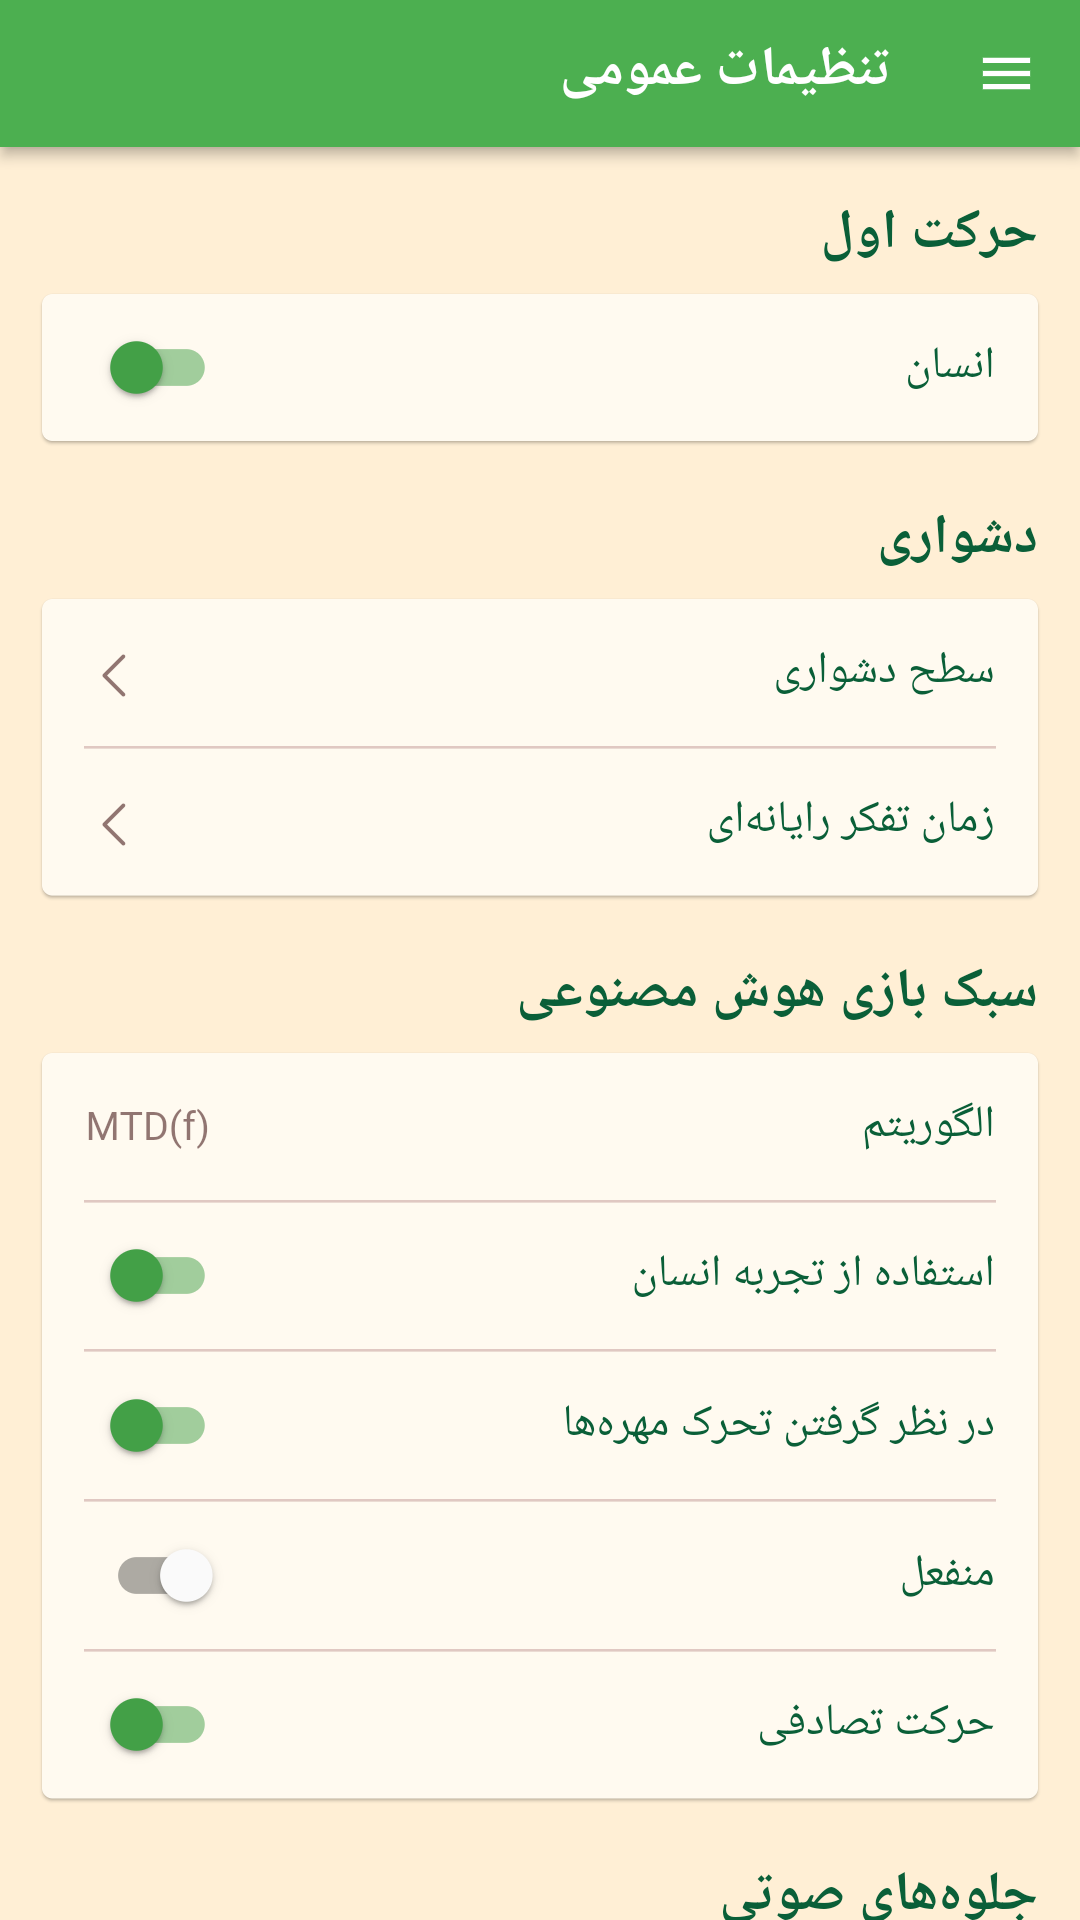 تنظیمات عمومی
حرکت اول
انسان
دشواری
سطح دشواری
زمان تفکر رایانه‌ای
سبک بازی هوش مصنوعی
الگوریتم
MTD(f)
استفاده از تجربه انسان
در نظر گرفتن تحرک مهره‌ها
منفعل
حرکت تصادفی
جلوه‌های صوتی